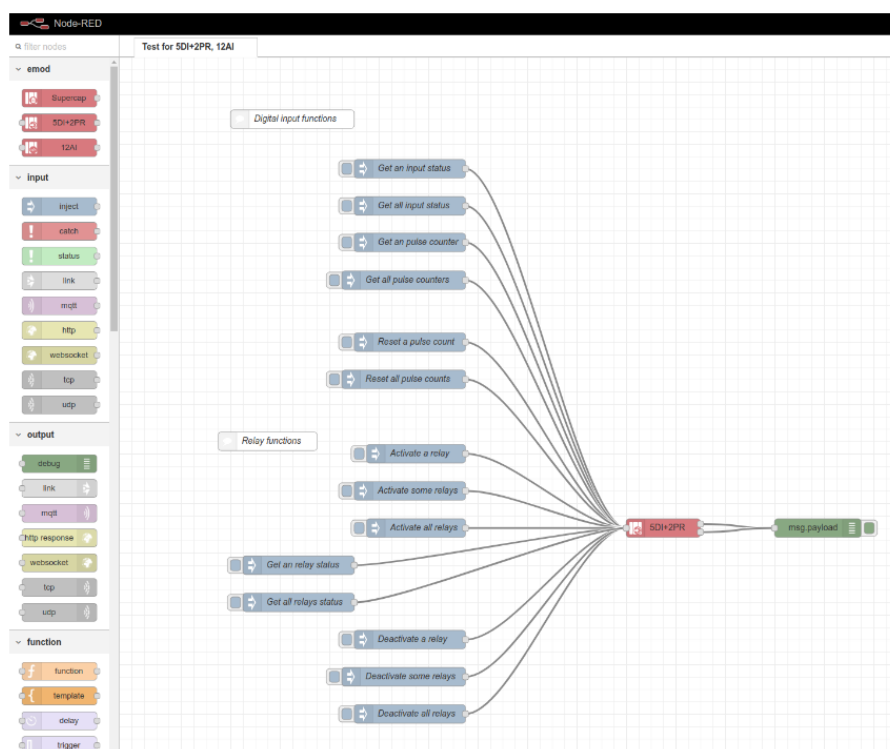 Node-RED
filter nodes
Test for 5DI+2PR, 12AI
emod
Supercap
5DI+2PR
12AI
input
inject
catch
status
link
mqtt
http
websocket
tcp
udp
output
debug
link
mqtt
http response
websocket
tcp
udp
function
function
template
delay
trigger
Digital input functions
Get an input status
Get all input status
Get an pulse counter
Get all pulse counters
Reset a pulse count
Reset all pulse counts
Relay functions
Activate a relay
Activate some relays
Activate all relays
Get an relay status
Get all relays status
Deactivate a relay
Deactivate some relays
Deactivate all relays
5DI+2PR
msg.payload